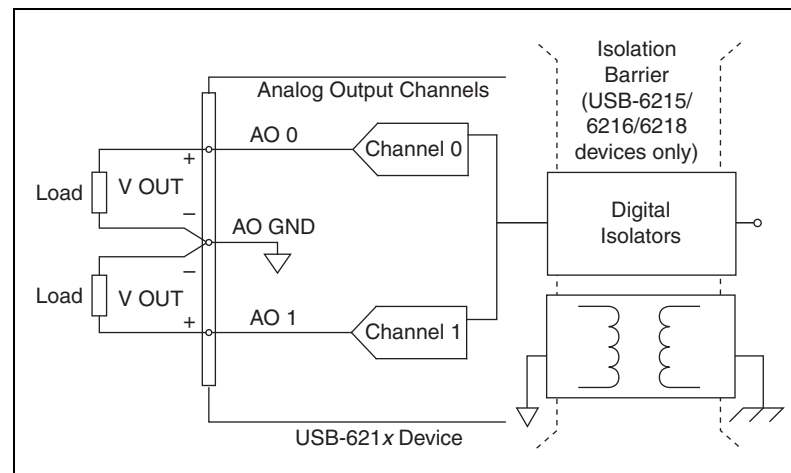 Isolation
Barrier
(USB-6215/
6216/6218
devices only)
Analog Output Channels
AO 0
Channel 0
+
V OUT
Load
–
AO GND
Digital
Isolators
–
Load
V OUT
+
AO 1
Channel 1
USB-621x Device